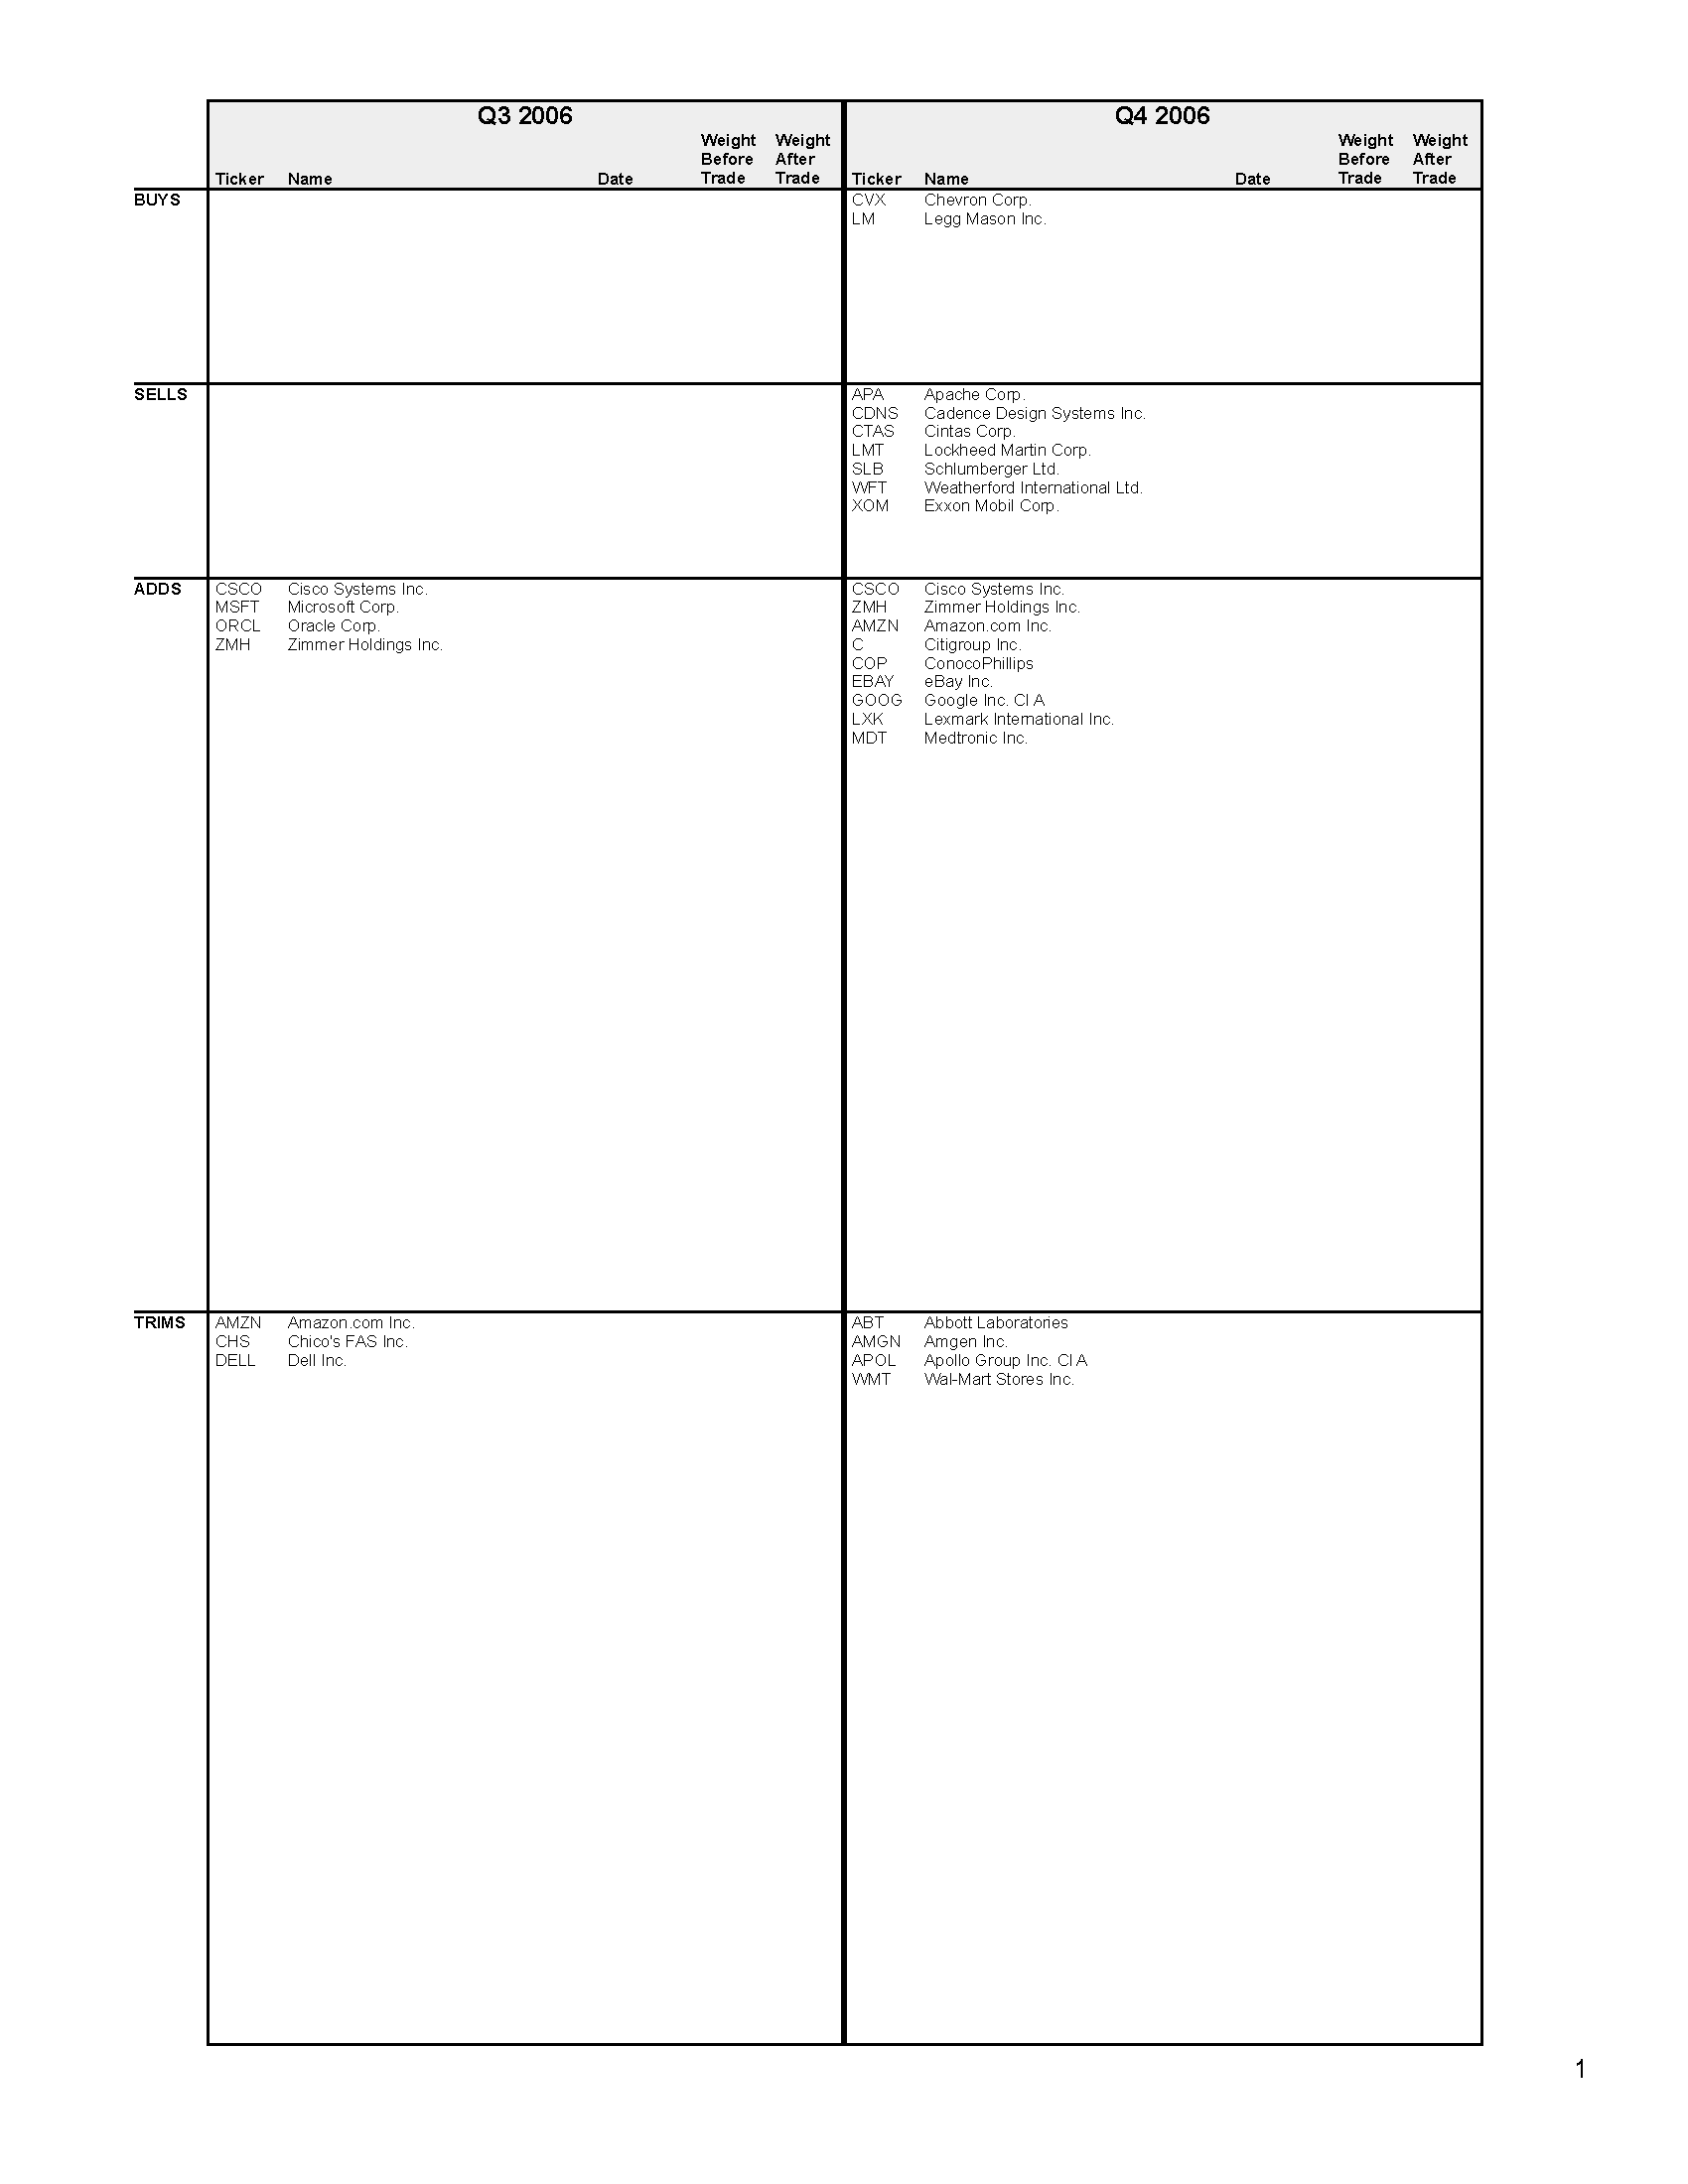 Q3 2006 Q4 2006
Weight Weight Weight Weight
Before After Before After
Ticker Name Date Trade Trade Ticker Name Date Trade Trade
BUYS CVX Chevron Corp.
LM Legg Mason Inc.
SELLS APA Apache Corp.
CDNS Cadence Design Systems Inc.
CTAS Cintas Corp.
LMT Lockheed Martin Corp.
SLB Schlumberger Ltd.
WFT Weatherford International Ltd.
XOM Exxon Mobil Corp.
ADDS CSCO Cisco Systems Inc. CSCO Cisco Systems Inc.
MSFT Microsoft Corp. ZMH Zimmer Holdings Inc.
ORCL Oracle Corp. AMZN Amazon.com Inc.
ZMH Zimmer Holdings Inc. C Citigroup Inc.
COP ConocoPhillips
EBAY eBay Inc.
GOOG Google Inc. Cl A
LXK Lexmark International Inc.
MDT Medtronic Inc.
TRIMS AMZN Amazon.com Inc. ABT Abbott Laboratories
CHS Chico's FAS Inc. AMGN Amgen Inc.
DELL Dell Inc. APOL Apollo Group Inc. Cl A
WMT Wal-Mart Stores Inc.
1